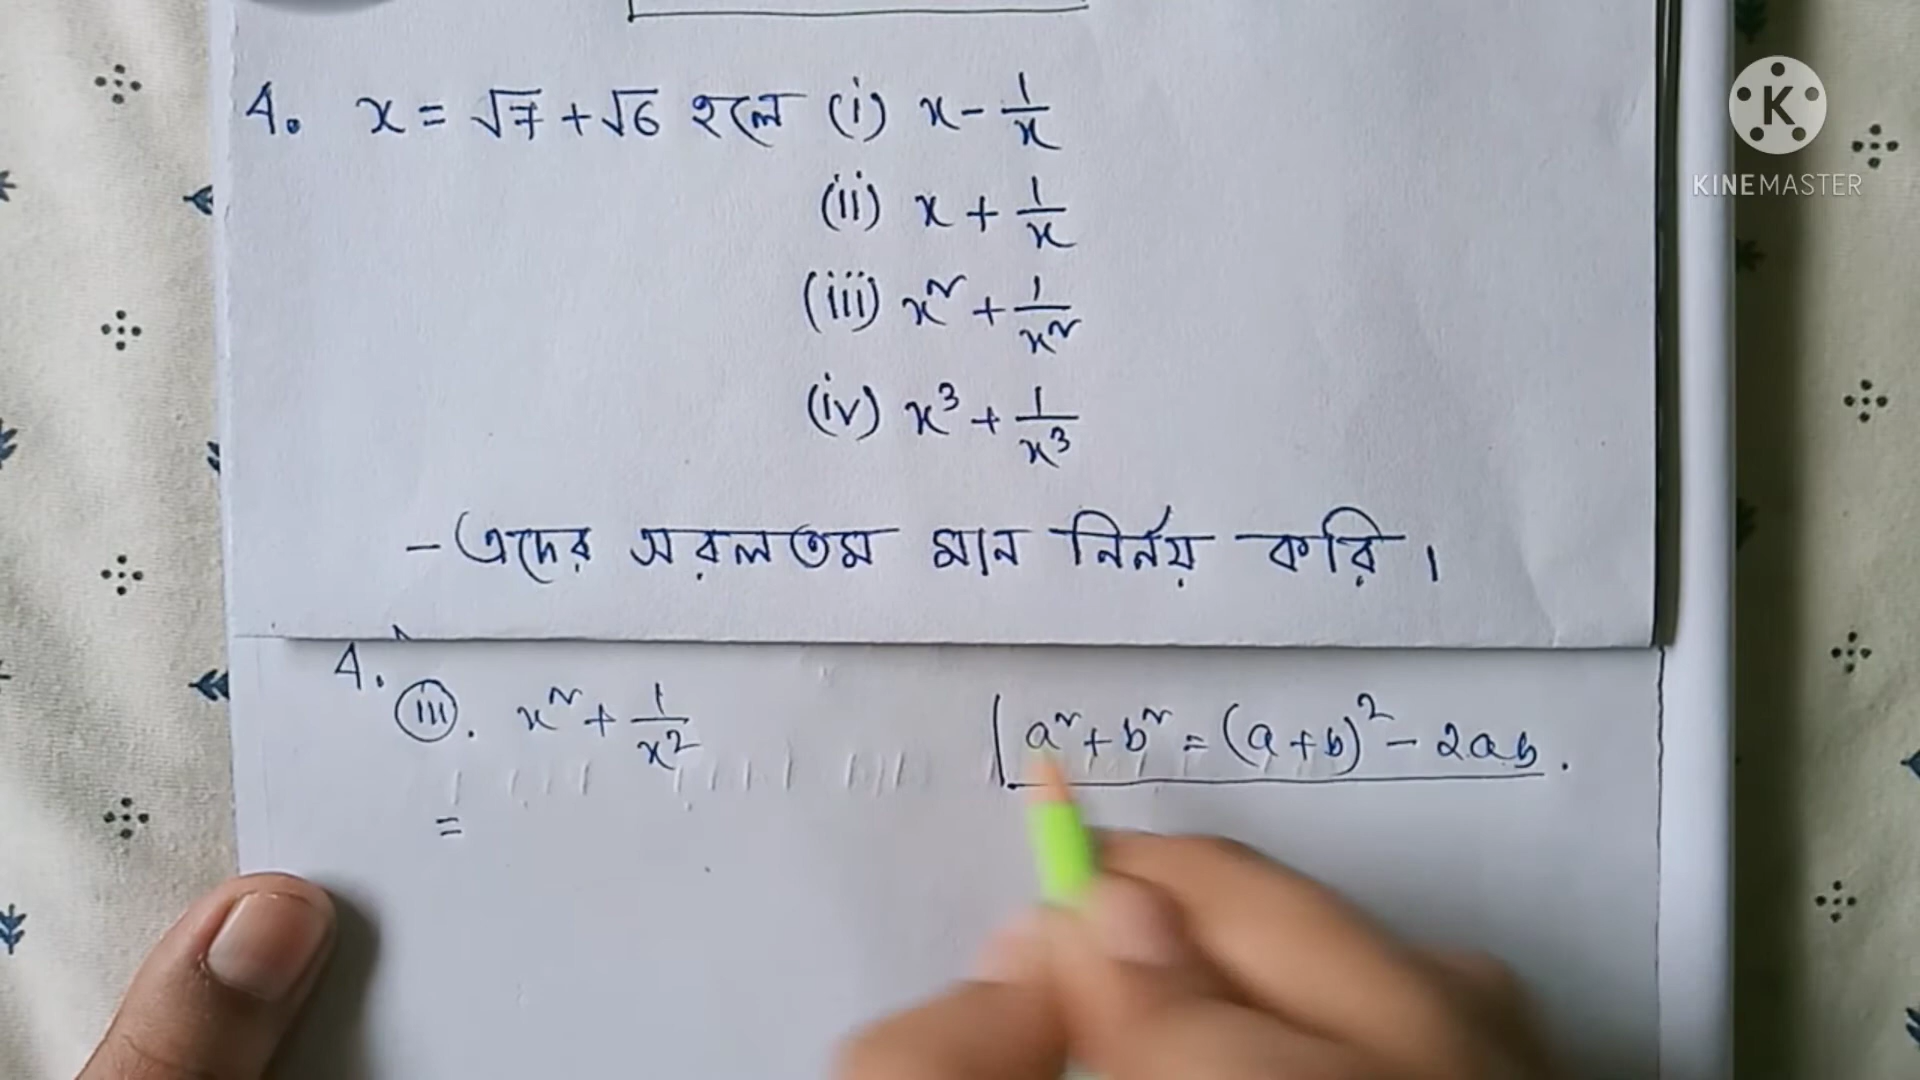 4. x = √7 + √6 হলে (i) x - 1/x
(ii) x + 1/x
(iii) x² + 1/x²
(iv) x³ + 1/x³
- এদের সরলতম মান নির্নয় করি।
4.
(iii). x² + 1/x²
a² + b² = (a + b)² - 2ab.
=
K
KINEMASTER